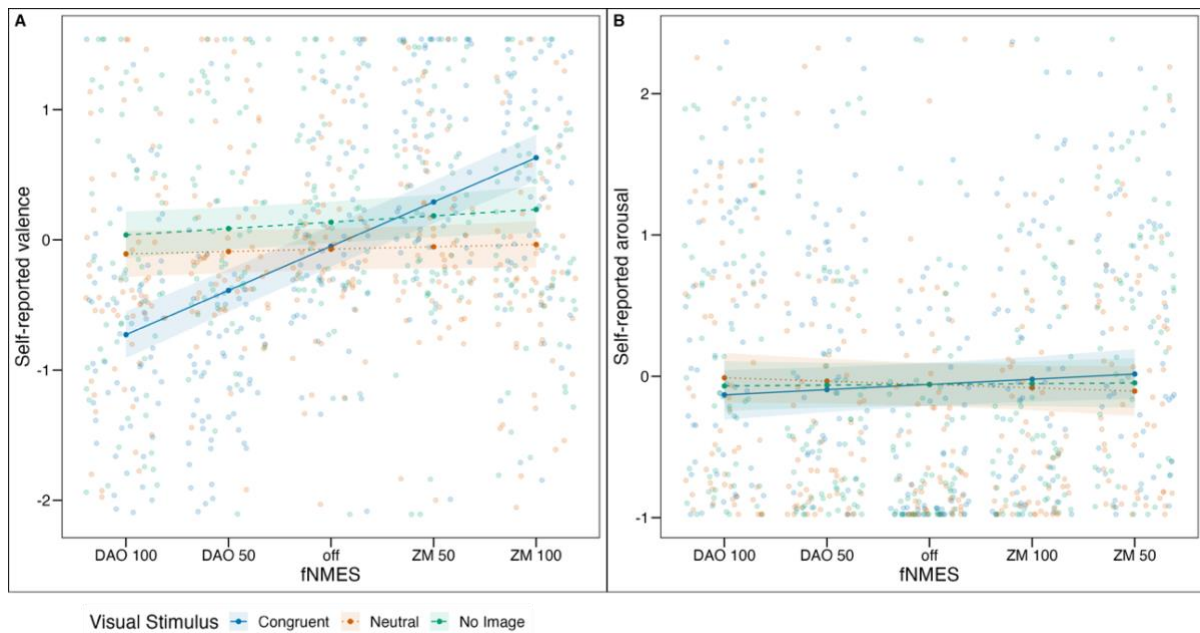 A
Self-reported valence
1
0
-1
-2
DAO 100 DAO 50 off ZM 50 ZM 100
fNMES
B
Self-reported arousal
2
1
0
-1
DAO 100 DAO 50 off ZM 100 ZM 50
fNMES
Visual Stimulus Congruent Neutral No Image